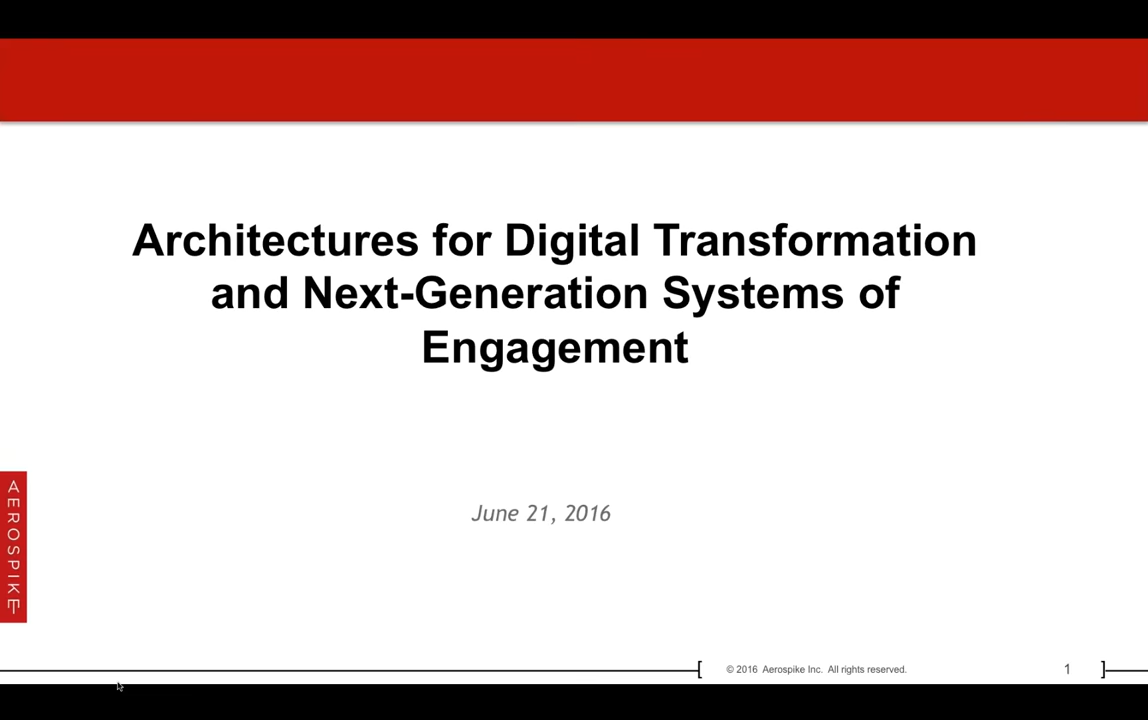 Architectures for Digital Transformation
and Next-Generation Systems of
Engagement
AEROSPIKE
June 21, 2016
© 2016 Aerospike Inc. All rights reserved.
1